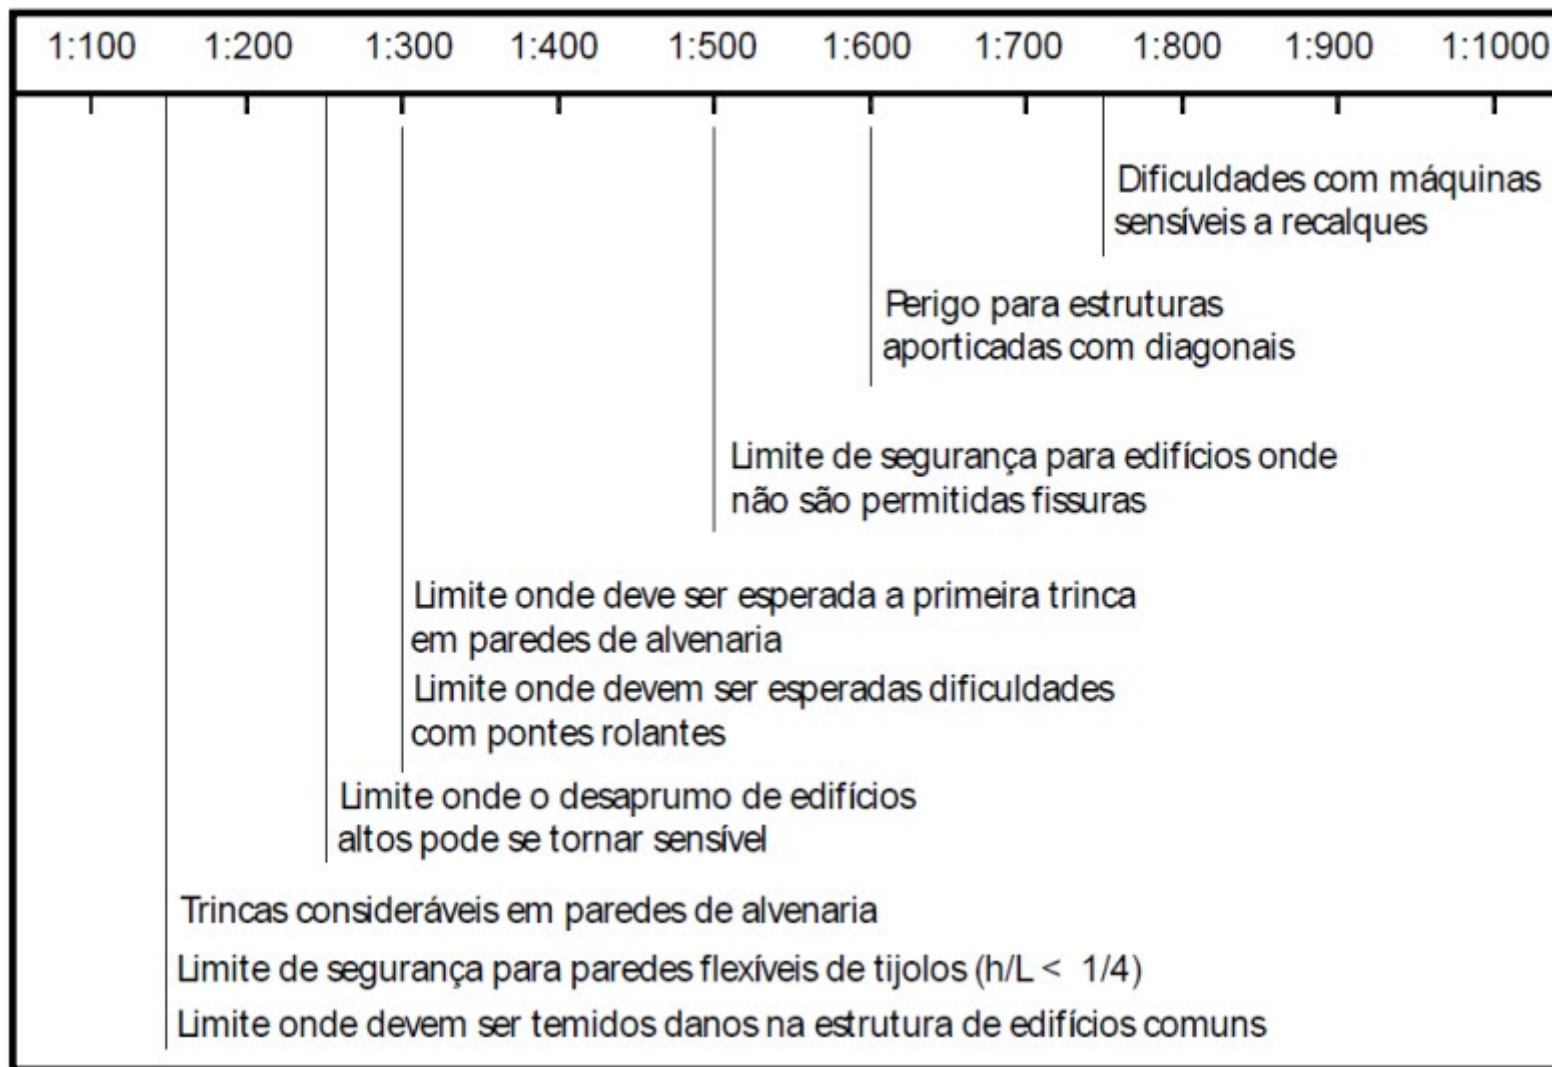 1:100 1:200 1:300 1:400 1:500 1:600 1:700 1:800 1:900 1:1000
Dificuldades com máquinas
sensíveis a recalques
Perigo para estruturas
aporticadas com diagonais
Limite de segurança para edifícios onde
não são permitidas fissuras
Limite onde deve ser esperada a primeira trinca
em paredes de alvenaria
Limite onde devem ser esperadas dificuldades
com pontes rolantes
Limite onde o desaprumo de edifícios
altos pode se tornar sensível
Trincas consideráveis em paredes de alvenaria
Limite de segurança para paredes flexíveis de tijolos (h/L < 1/4)
Limite onde devem ser temidos danos na estrutura de edifícios comuns